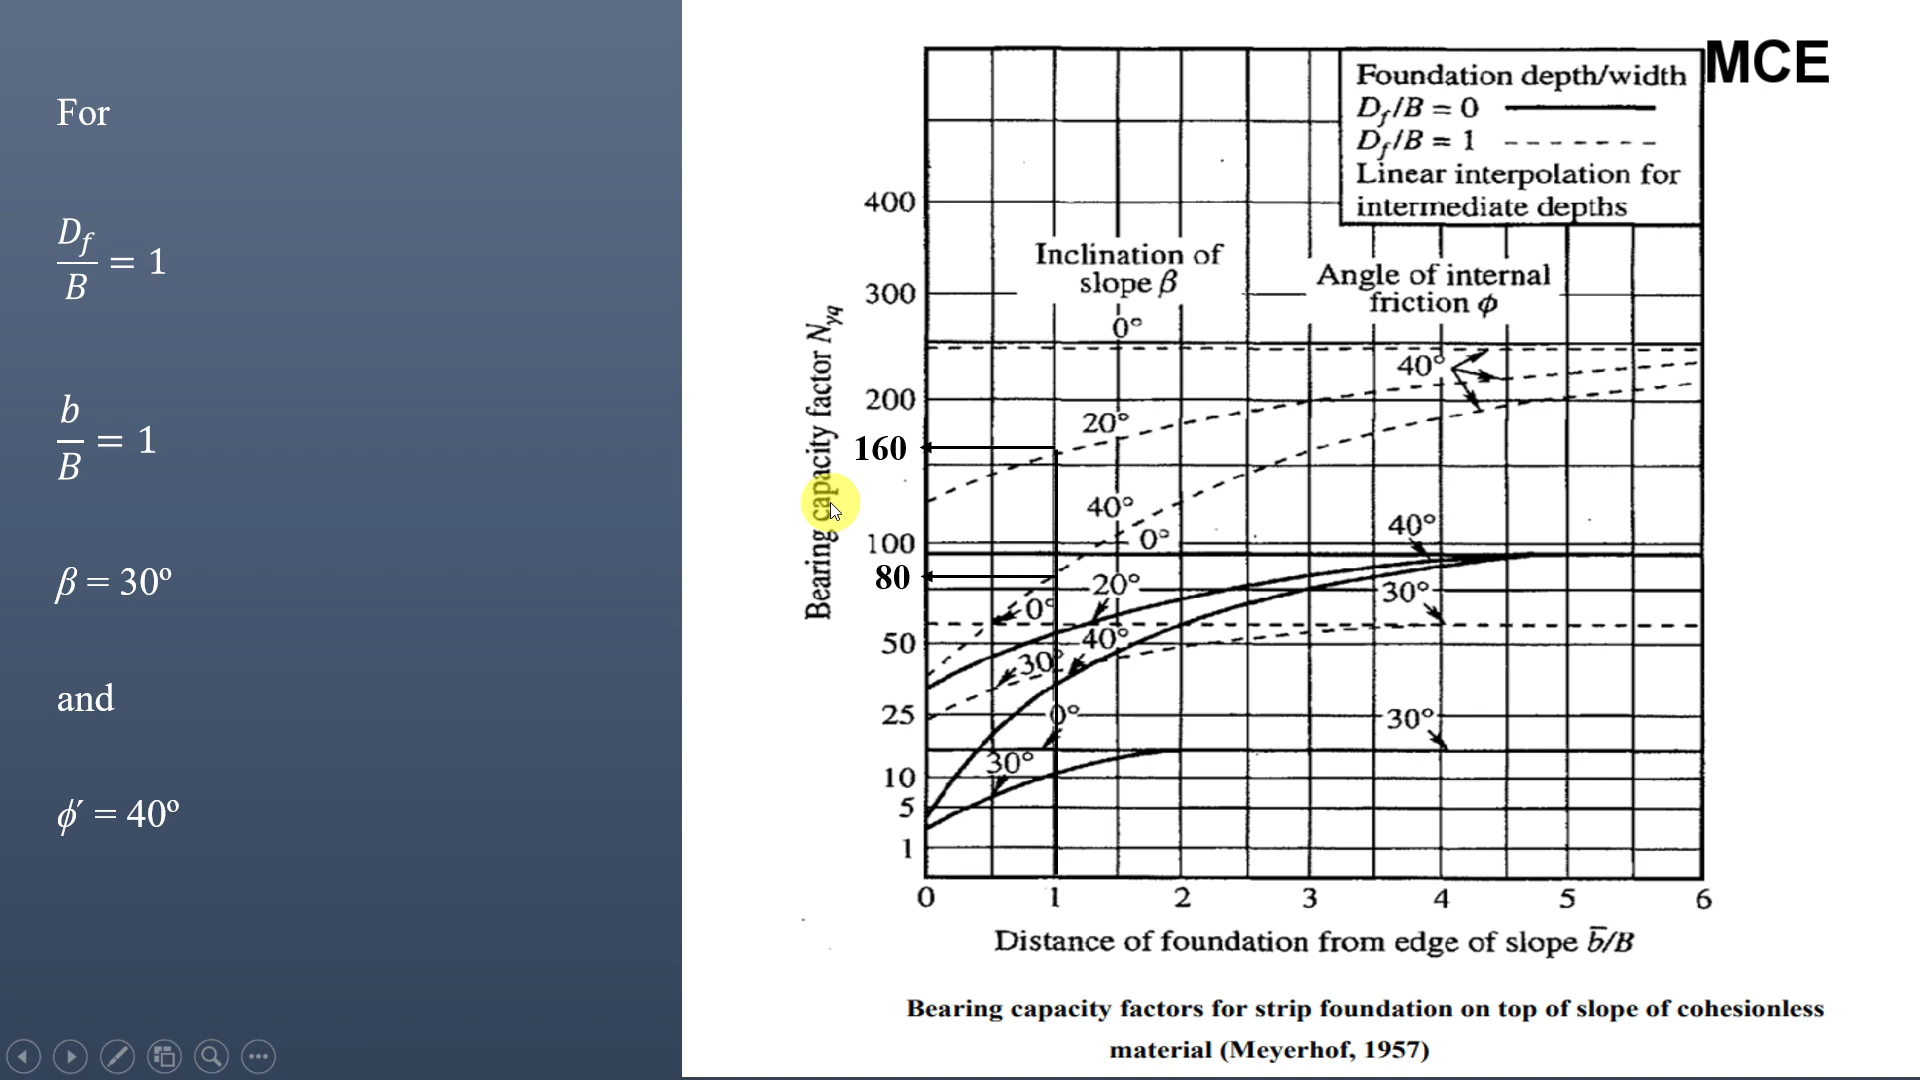 For
D_f/B = 1
b/B = 1
β = 30º
and
ϕ′ = 40º
MCE
Foundation depth/width
D_f/B = 0
D_f/B = 1
Linear interpolation for
intermediate depths
Inclination of
slope β
Angle of internal
friction ϕ
Bearing capacity factor N_γq
400
300
200
160
100
80
50
25
10
5
1
0°
40°
20°
40°
0°
40°
20°
30°
0°
40°
30°
0°
30°
30°
0 1 2 3 4 5 6
Distance of foundation from edge of slope b̅/B
Bearing capacity factors for strip foundation on top of slope of cohesionless
material (Meyerhof, 1957)